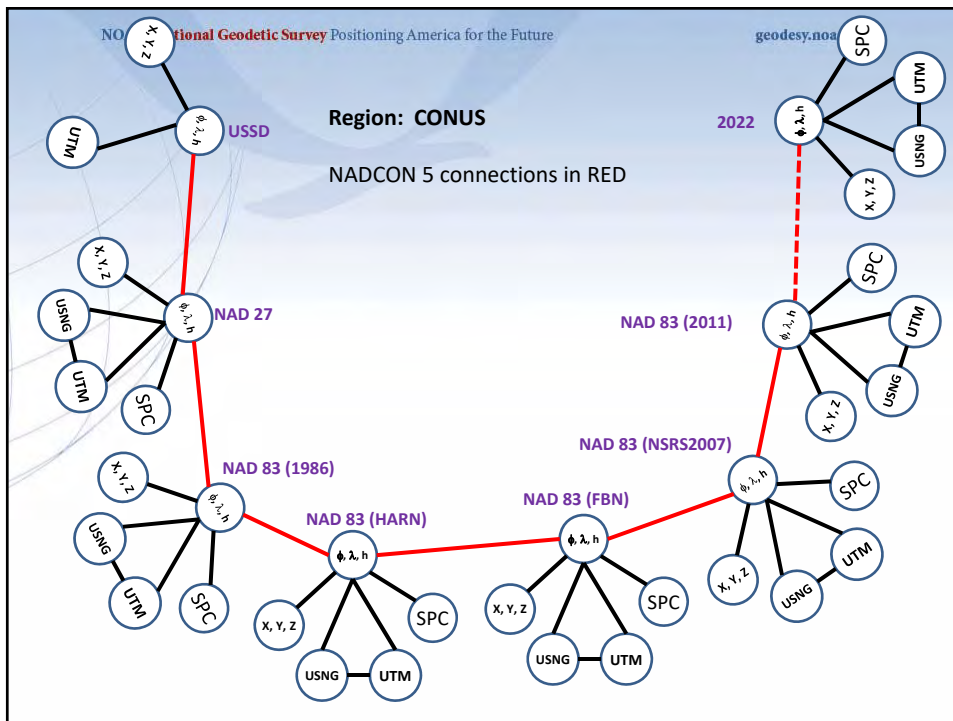 NO tional Geodetic Survey Positioning America for the Future
geodesy.noa
X, Y, Z
SPC
UTM
ϕ, λ, h
USSD
Region: CONUS
2022
ϕ, λ, h
UTM
USNG
NADCON 5 connections in RED
X, Y, Z
X, Y, Z
SPC
USNG
ϕ, λ, h
NAD 27
NAD 83 (2011)
ϕ, λ, h
UTM
UTM
USNG
SPC
X, Y, Z
NAD 83 (NSRS2007)
X, Y, Z
NAD 83 (1986)
ϕ, λ, h
SPC
ϕ, λ, h
NAD 83 (HARN)
NAD 83 (FBN)
USNG
ϕ, λ, h
ϕ, λ, h
UTM
X, Y, Z
UTM
SPC
USNG
X, Y, Z
SPC
X, Y, Z
SPC
USNG
UTM
USNG
UTM